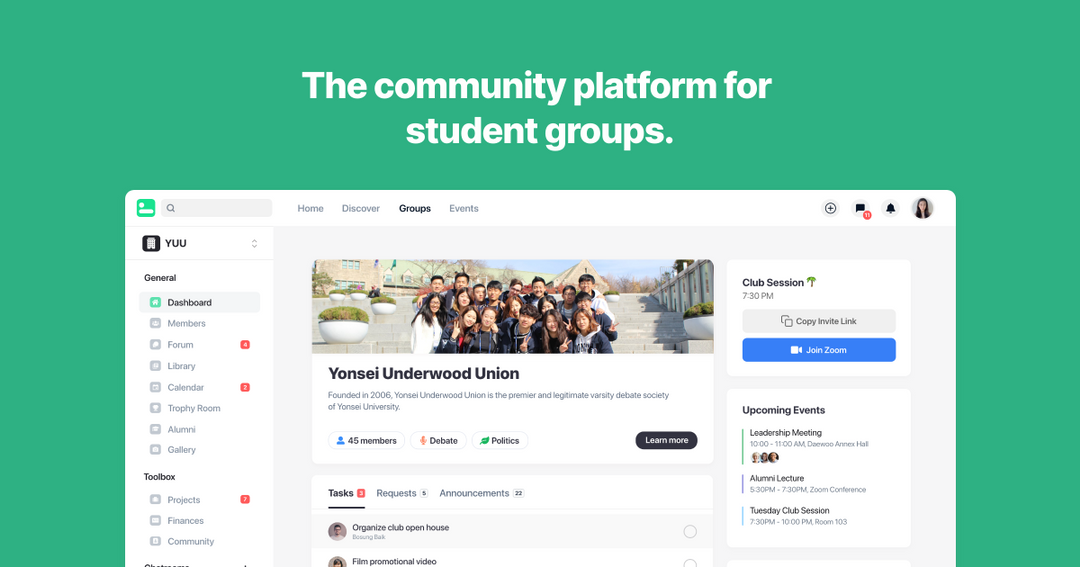 The community platform for
student groups.
Home
Discover
Groups
Events
11
YUU
General
Dashboard
Members
Forum
4
Library
Calendar
2
Trophy Room
Alumni
Gallery
Toolbox
Projects
7
Finances
Community
Chatrooms
Yonsei Underwood Union
Founded in 2006, Yonsei Underwood Union is the premier and legitimate varsity debate society
of Yonsei University.
45 members
Debate
Politics
Learn more
Tasks 3
Requests 5
Announcements 22
Organize club open house
Bosung Baik
Film promotional video
Club Session
7:30 PM
Copy Invite Link
Join Zoom
Upcoming Events
Leadership Meeting
10:00 - 11:00 AM, Daewoo Annex Hall
Alumni Lecture
5:30PM - 7:30PM, Zoom Conference
Tuesday Club Session
7:30PM - 10:00 PM, Room 103